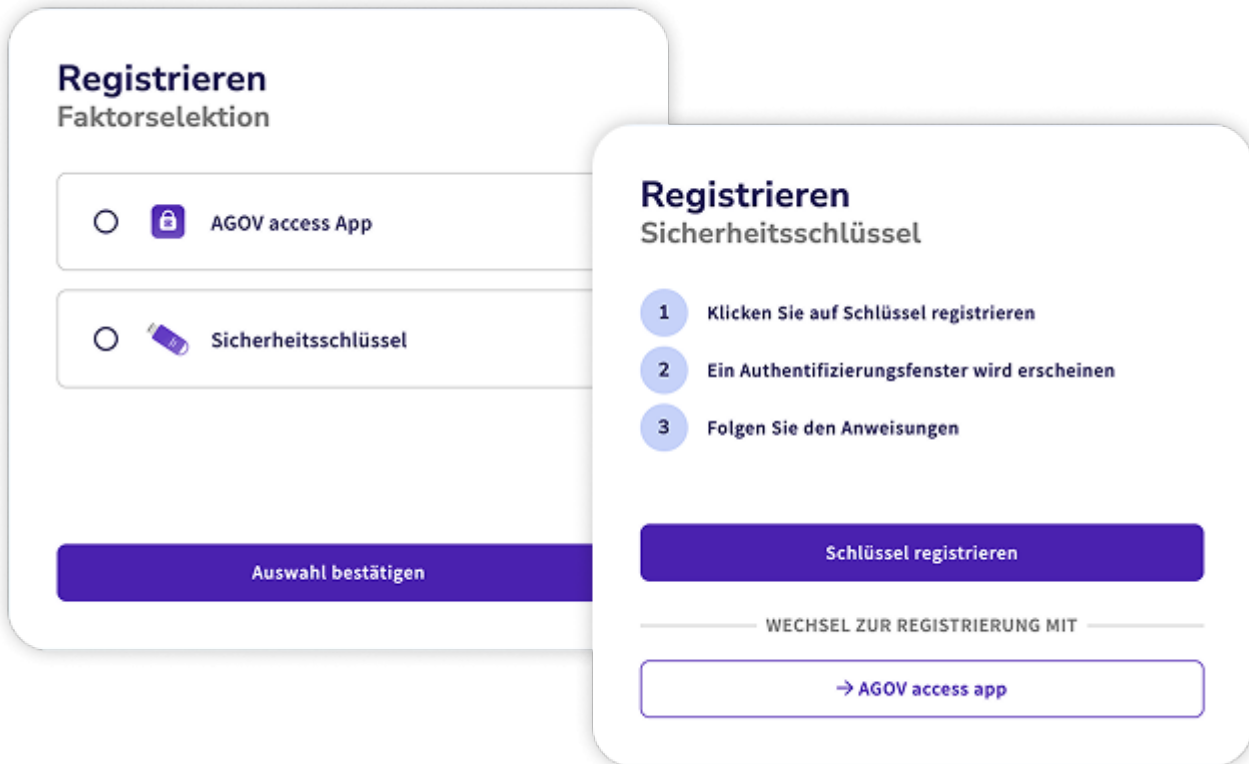 Registrieren
Faktorselektion
AGOV access App
Sicherheitsschlüssel
Auswahl bestätigen
Registrieren
Sicherheitsschlüssel
1 Klicken Sie auf Schlüssel registrieren
2 Ein Authentifizierungsfenster wird erscheinen
3 Folgen Sie den Anweisungen
Schlüssel registrieren
WECHSEL ZUR REGISTRIERUNG MIT
→ AGOV access app